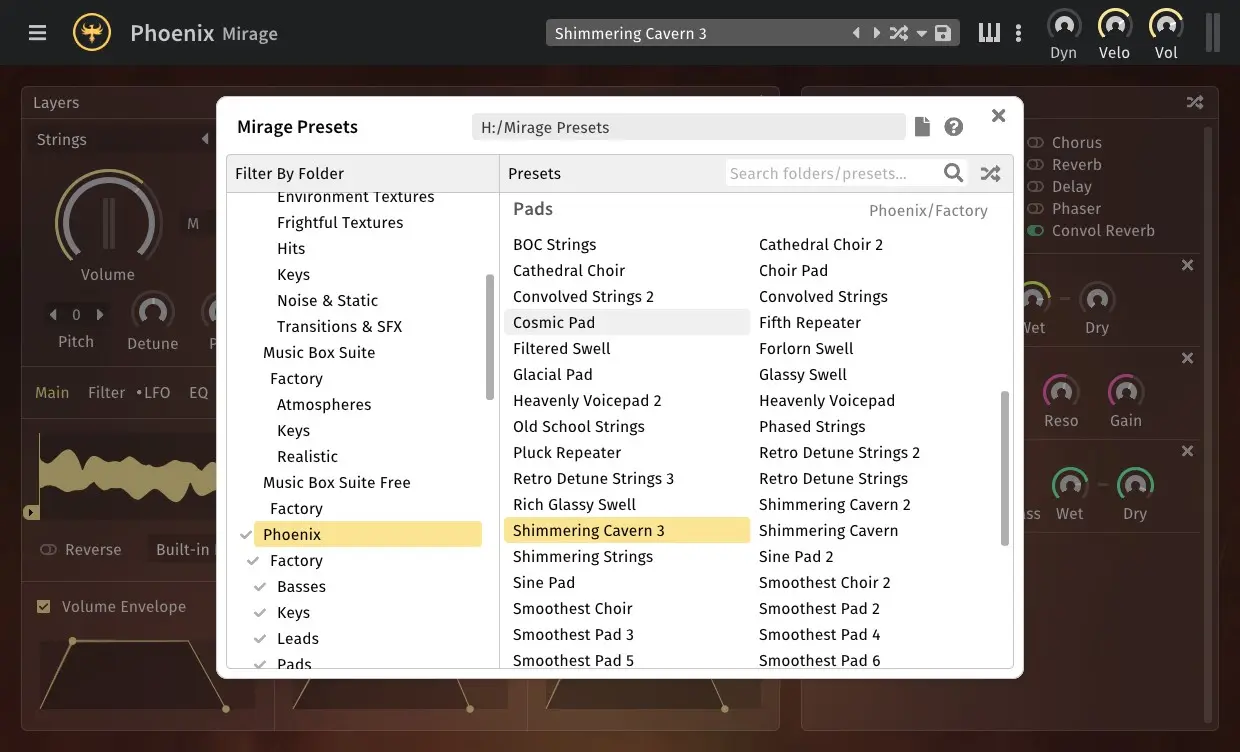 Phoenix Mirage
Shimmering Cavern 3
Dyn Velo Vol
Layers
Strings
M
Volume
0
Pitch
Detune
Main Filter •LFO EQ
Reverse
Built-in
Volume Envelope
Mirage Presets
H:/Mirage Presets
Filter By Folder
Environment Textures
Frightful Textures
Hits
Keys
Noise & Static
Transitions & SFX
Music Box Suite
Factory
Atmospheres
Keys
Realistic
Music Box Suite Free
Factory
Phoenix
Factory
Basses
Keys
Leads
Pads
Presets
Search folders/presets...
Pads Phoenix/Factory
BOC Strings Cathedral Choir 2
Cathedral Choir Choir Pad
Convolved Strings 2 Convolved Strings
Cosmic Pad Fifth Repeater
Filtered Swell Forlorn Swell
Glacial Pad Glassy Swell
Heavenly Voicepad 2 Heavenly Voicepad
Old School Strings Phased Strings
Pluck Repeater Retro Detune Strings 2
Retro Detune Strings 3 Retro Detune Strings
Rich Glassy Swell Shimmering Cavern 2
Shimmering Cavern 3 Shimmering Cavern
Shimmering Strings Sine Pad 2
Sine Pad Smoothest Choir 2
Smoothest Choir Smoothest Pad 2
Smoothest Pad 3 Smoothest Pad 4
Smoothest Pad 5 Smoothest Pad 6
Chorus
Reverb
Delay
Phaser
Convol Reverb
Wet Dry
Reso Gain
ss Wet Dry